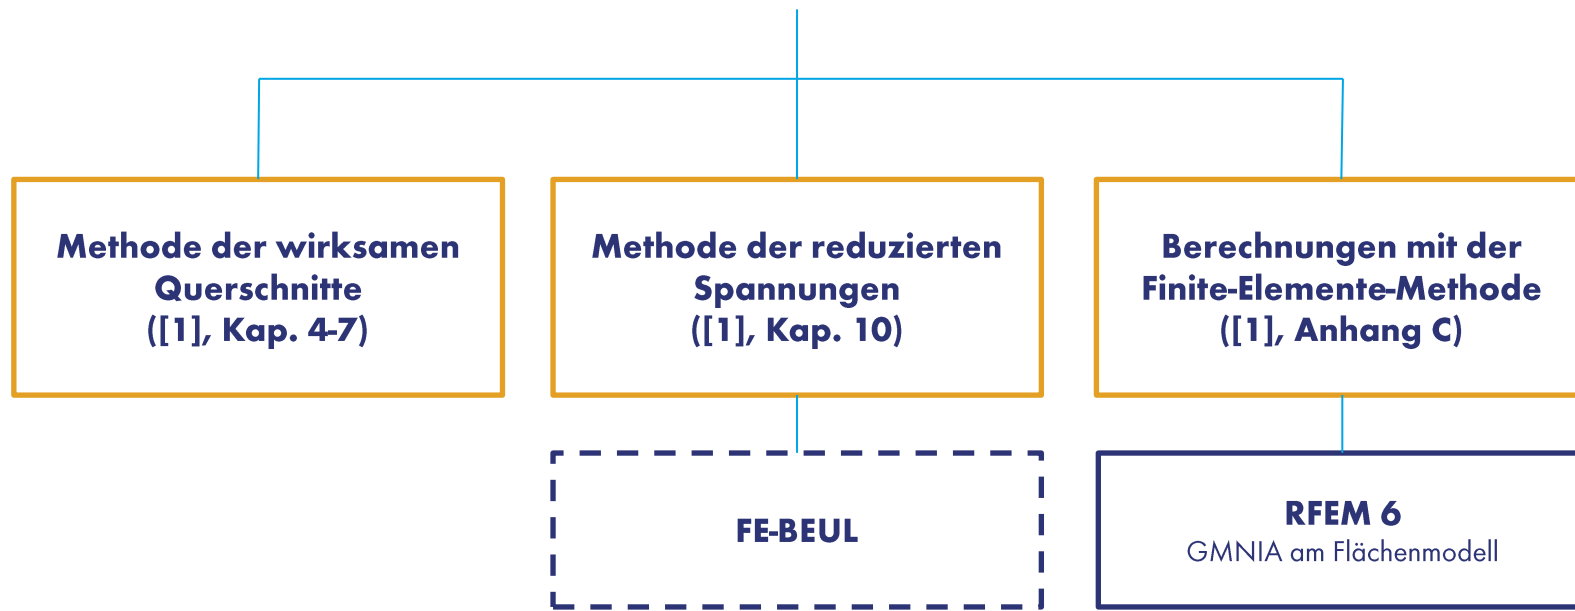 Methode der wirksamen
Querschnitte
([1], Kap. 4-7)
Methode der reduzierten
Spannungen
([1], Kap. 10)
Berechnungen mit der
Finite-Elemente-Methode
([1], Anhang C)
FE-BEUL
RFEM 6
GMNIA am Flächenmodell